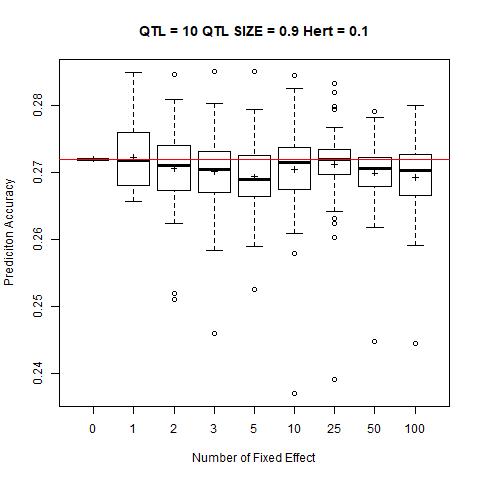 QTL = 10 QTL SIZE = 0.9 Hert = 0.1
Prediciton Accuracy
0.28
0.27
0.26
0.25
0.24
0 1 2 3 5 10 25 50 100
Number of Fixed Effect